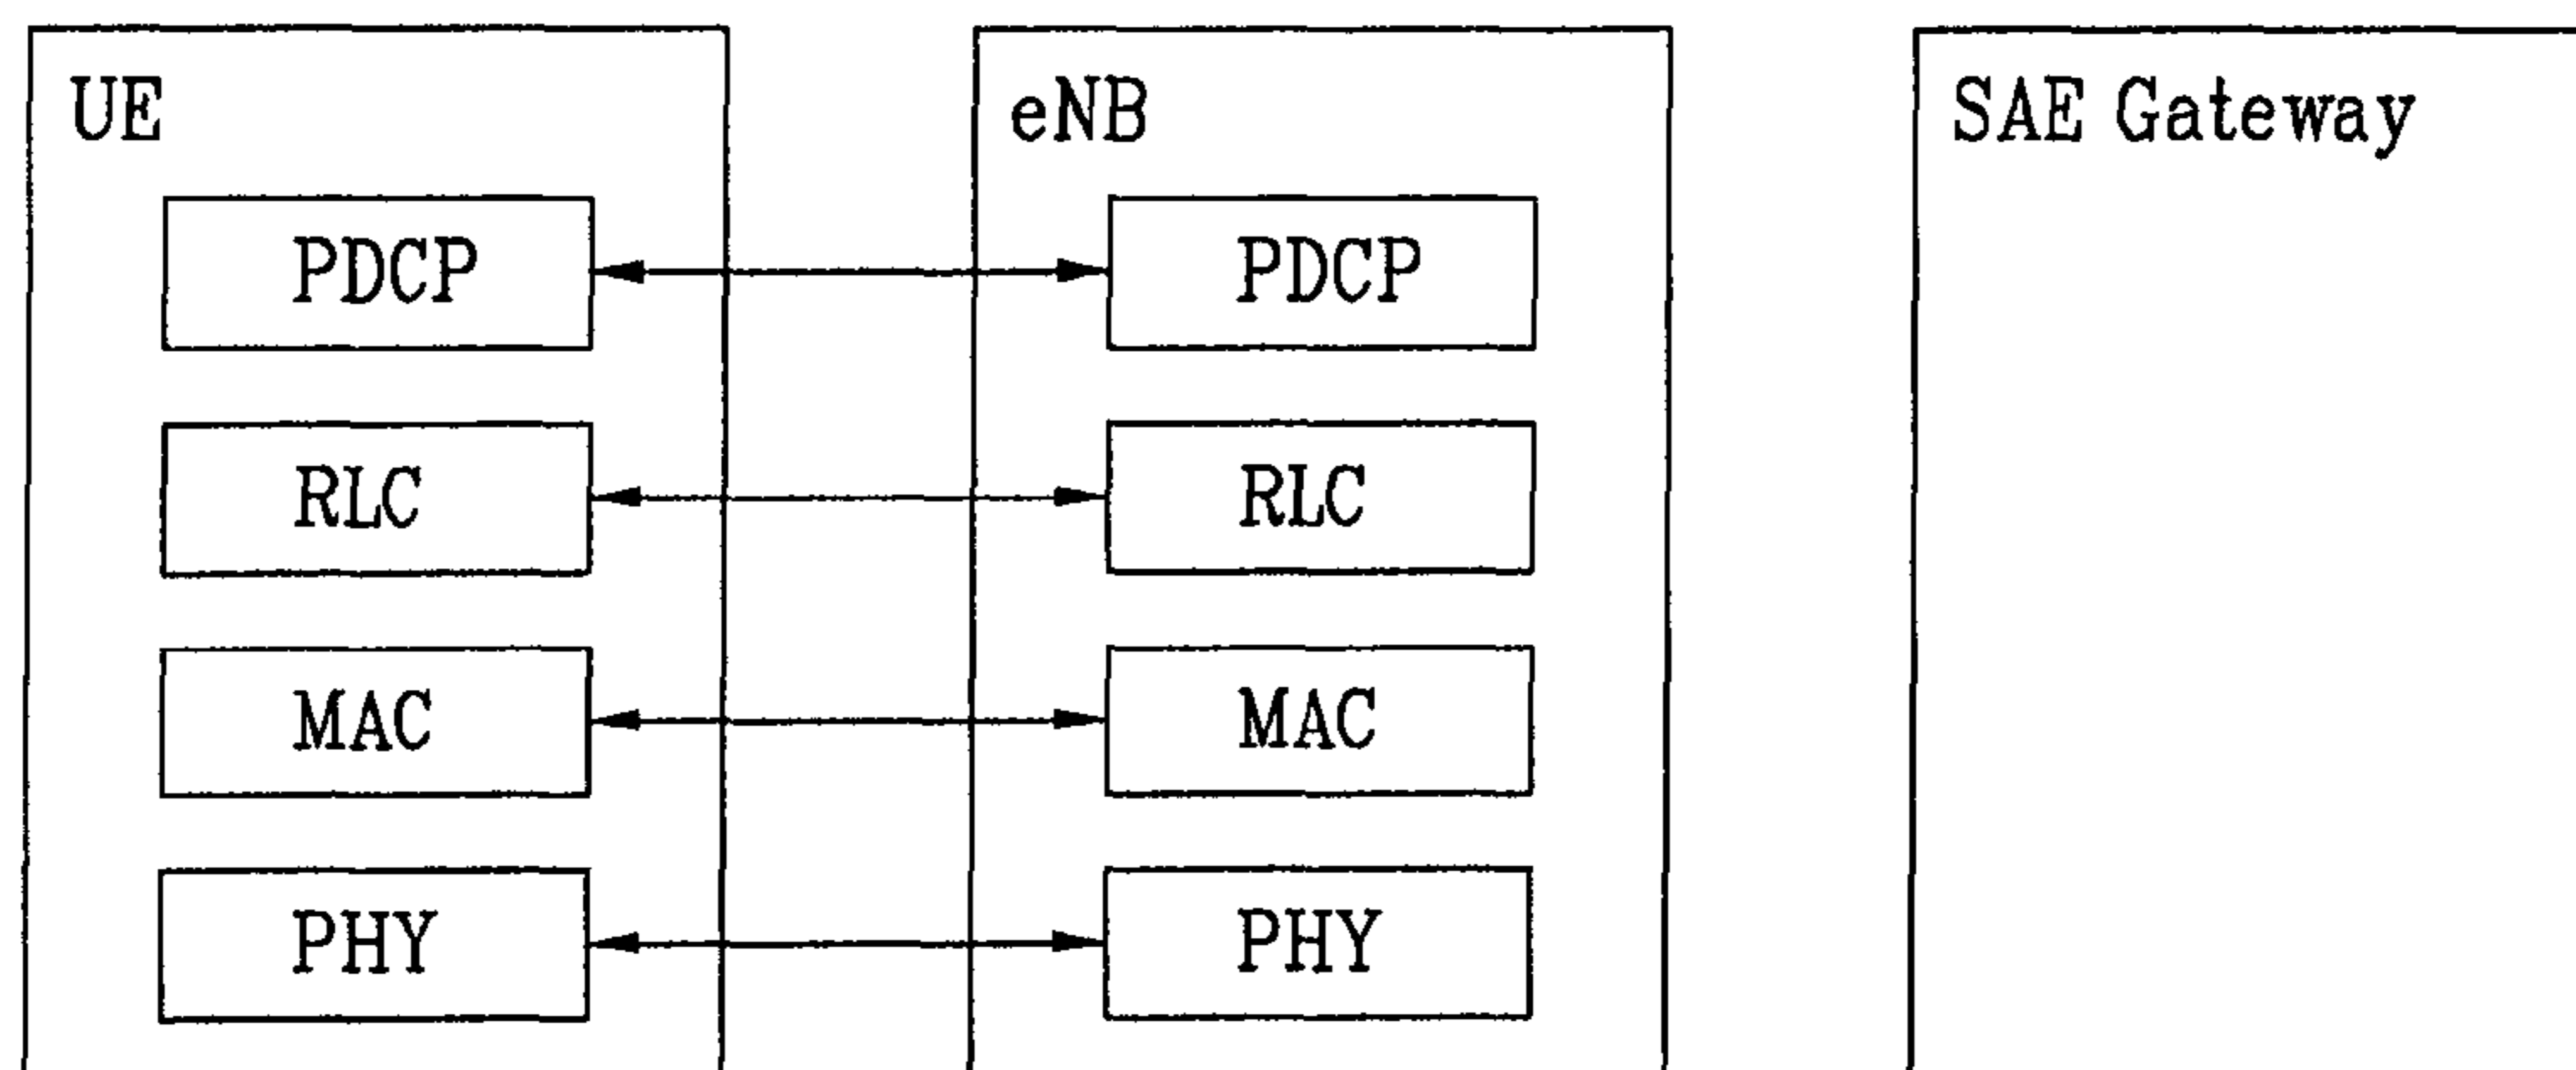 UE
eNB
SAE Gateway
PDCP
PDCP
RLC
RLC
MAC
MAC
PHY
PHY